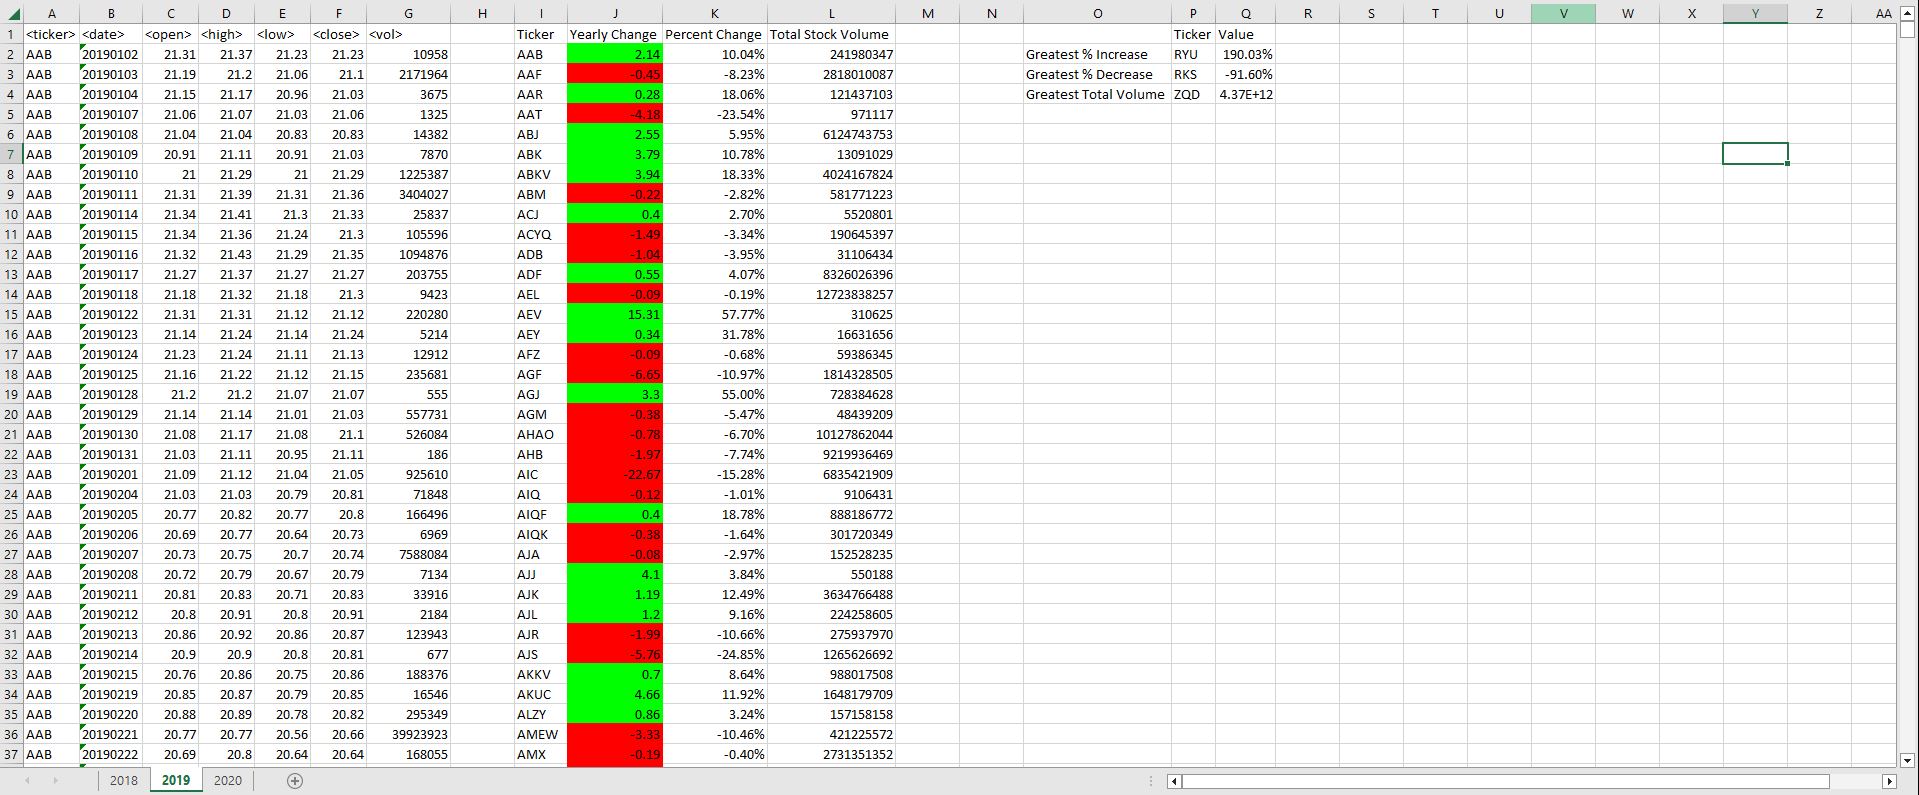 A B C D E F G H I J K L M N O P Q R S T U V W X Y Z AA
1 <ticker> <date> <open> <high> <low> <close> <vol> Ticker Yearly Change Percent Change Total Stock Volume Ticker Value
2 AAB 20190102 21.31 21.37 21.23 21.23 10958 AAB 2.14 10.04% 241980347 Greatest % Increase RYU 190.03%
3 AAB 20190103 21.19 21.2 21.06 21.1 2171964 AAF -0.45 -8.23% 2818010087 Greatest % Decrease RKS -91.60%
4 AAB 20190104 21.15 21.17 20.96 21.03 3675 AAR 0.28 18.06% 121437103 Greatest Total Volume ZQD 4.37E+12
5 AAB 20190107 21.06 21.07 21.03 21.06 1325 AAT -4.18 -23.54% 971117
6 AAB 20190108 21.04 21.04 20.83 20.83 14382 ABJ 2.55 5.95% 6124743717
7 AAB 20190109 20.91 21.11 20.91 21.03 7870 ABK 3.79 10.78% 13091029
8 AAB 20190110 21 21.29 21 21.29 1225387 ABKV 3.94 18.33% 4024167824
9 AAB 20190111 21.31 21.39 21.31 21.36 3404027 ABM -0.22 -2.82% 581771223
10 AAB 20190114 21.34 21.41 21.3 21.33 25837 ACJ 0.4 2.70% 5520801
11 AAB 20190115 21.34 21.36 21.24 21.3 105596 ACYQ -1.49 -3.34% 190645397
12 AAB 20190116 21.32 21.43 21.29 21.35 1094876 ADB -1.04 -3.95% 31106434
13 AAB 20190117 21.27 21.37 21.27 21.27 203755 ADF 0.55 4.07% 8326026396
14 AAB 20190118 21.18 21.32 21.18 21.3 9423 AEL -0.09 -0.19% 12723838257
15 AAB 20190122 21.31 21.31 21.12 21.12 220280 AEV 15.31 57.77% 310625
16 AAB 20190123 21.14 21.24 21.14 21.24 5214 AEY 0.34 31.78% 16631656
17 AAB 20190124 21.23 21.24 21.11 21.13 12912 AFZ -0.09 -0.68% 59386345
18 AAB 20190125 21.16 21.22 21.12 21.15 235681 AGF -6.65 -10.97% 1814328505
19 AAB 20190128 21.2 21.2 21.07 21.07 555 AGJ 3.3 55.00% 728384628
20 AAB 20190129 21.14 21.14 21.01 21.03 557731 AGM -0.38 -5.47% 48439209
21 AAB 20190130 21.08 21.17 21.08 21.1 526084 AHAO -0.78 -6.70% 10127862044
22 AAB 20190131 21.03 21.11 20.95 21.11 186 AHB -1.97 -7.74% 9219936469
23 AAB 20190201 21.09 21.12 21.04 21.05 925610 AIC -22.67 -15.28% 6835421909
24 AAB 20190204 21.03 21.03 20.79 20.81 71848 AIQ -0.12 -1.01% 9106431
25 AAB 20190205 20.77 20.82 20.77 20.8 166496 AIQF 0.4 18.78% 888186772
26 AAB 20190206 20.69 20.77 20.64 20.73 6969 AIQK -0.38 -1.64% 301720349
27 AAB 20190207 20.73 20.75 20.7 20.74 7588084 AJA -0.08 -2.97% 152528235
28 AAB 20190208 20.72 20.79 20.67 20.79 7134 AJJ 4.1 3.84% 550188
29 AAB 20190211 20.81 20.83 20.71 20.83 33916 AJK 1.19 12.49% 3634766488
30 AAB 20190212 20.8 20.91 20.8 20.91 2184 AJL 1.2 9.16% 224258605
31 AAB 20190213 20.86 20.92 20.86 20.87 123943 AJR -1.99 -10.66% 275937970
32 AAB 20190214 20.9 20.9 20.8 20.81 677 AJS -5.76 -24.85% 1265626692
33 AAB 20190215 20.76 20.86 20.75 20.86 188376 AKKV 0.7 8.64% 988017508
34 AAB 20190219 20.85 20.87 20.79 20.85 16546 AKUC 4.66 11.92% 1648179709
35 AAB 20190220 20.88 20.89 20.78 20.82 295349 ALZY 0.86 3.24% 157158158
36 AAB 20190221 20.77 20.77 20.56 20.66 39923923 AMEW -3.33 -10.46% 421225572
37 AAB 20190222 20.69 20.8 20.64 20.64 168055 AMX -0.19 -0.40% 2731351352
2018 2019 2020